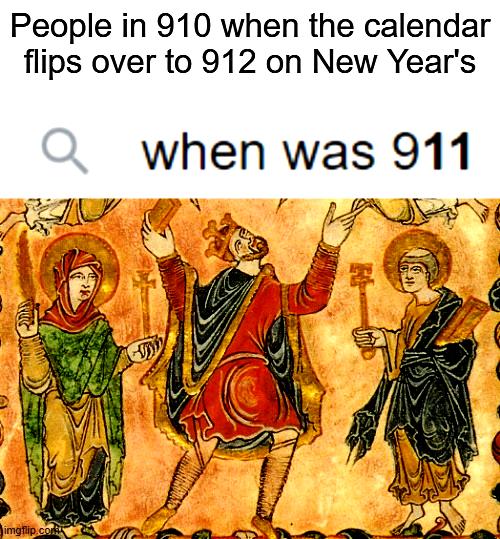 People in 910 when the calendar
flips over to 912 on New Year's
when was 911
imgflip.com